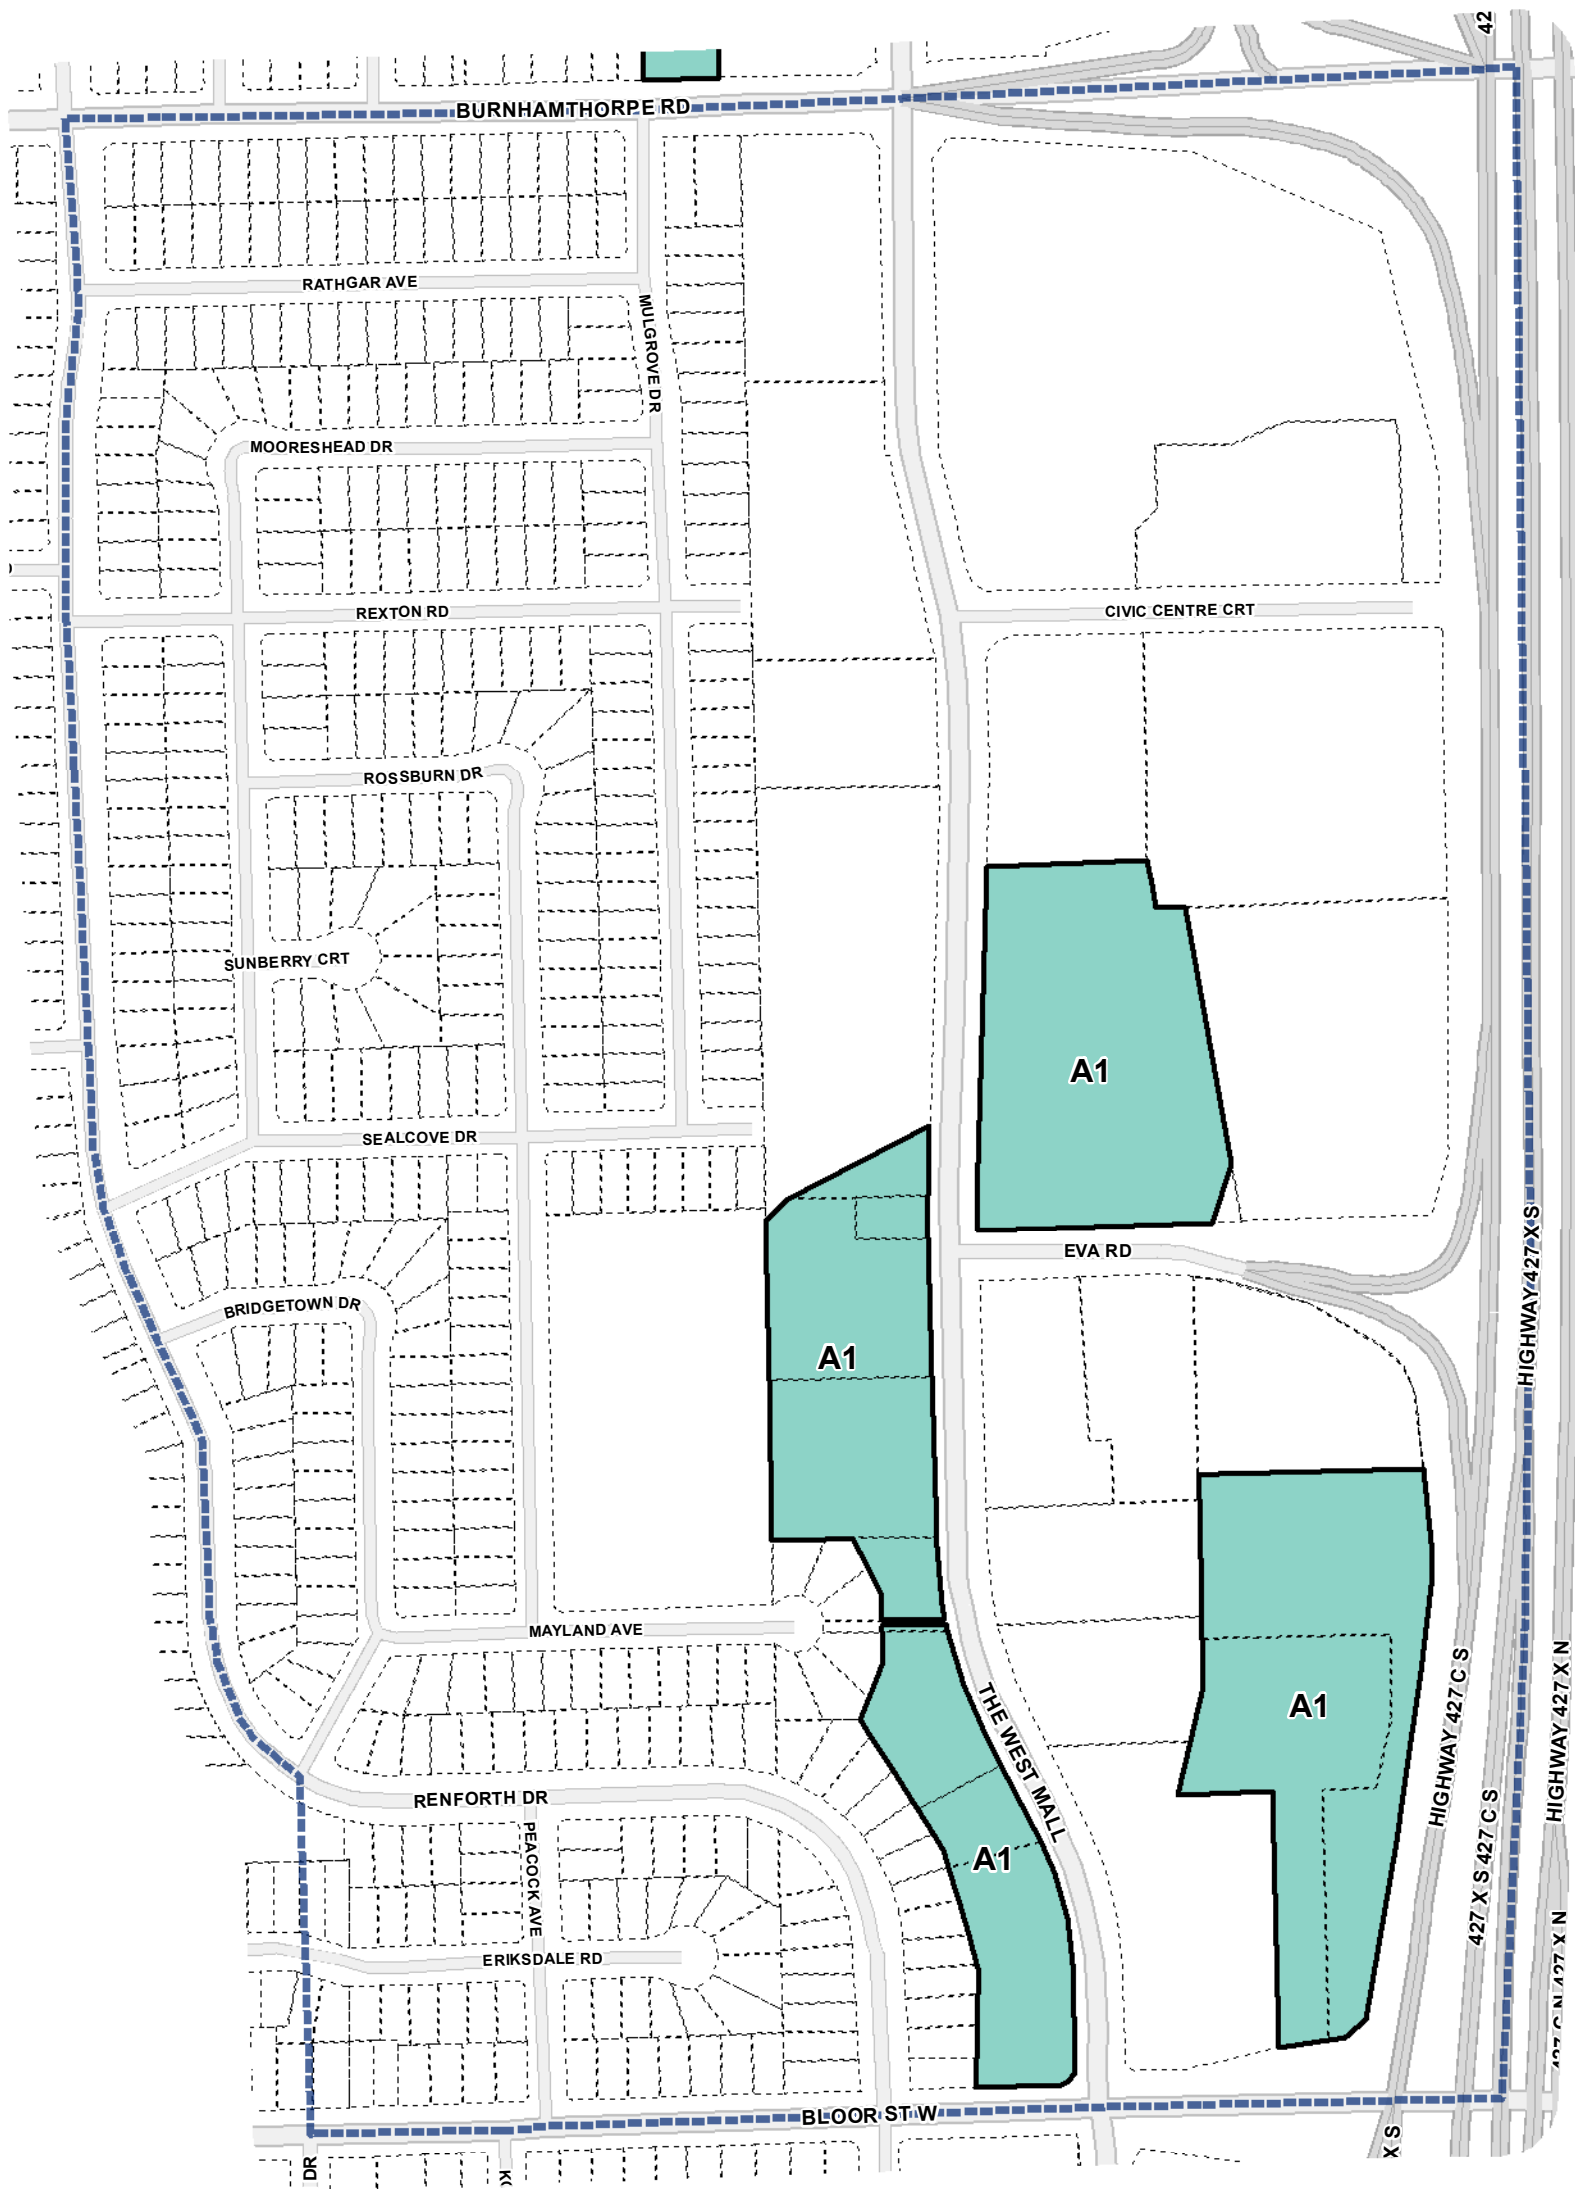 42
BURNHAMTHORPE RD
RATHGAR AVE
MULGROVE DR
MOORESHEAD DR
REXTON RD
CIVIC CENTRE CRT
ROSSBURN DR
SUNBERRY CRT
A1
SEALCOVE DR
EVA RD
HIGHWAY 427 X S
BRIDGETOWN DR
A1
MAYLAND AVE
THE WEST MALL
A1
HIGHWAY 427 C S
HIGHWAY 427 X N
RENFORTH DR
PEACOCK AVE
A1
427 X S 427 C S
ERIKSDALE RD
427 C N 427 X N
BLOOR ST W
X S
DR